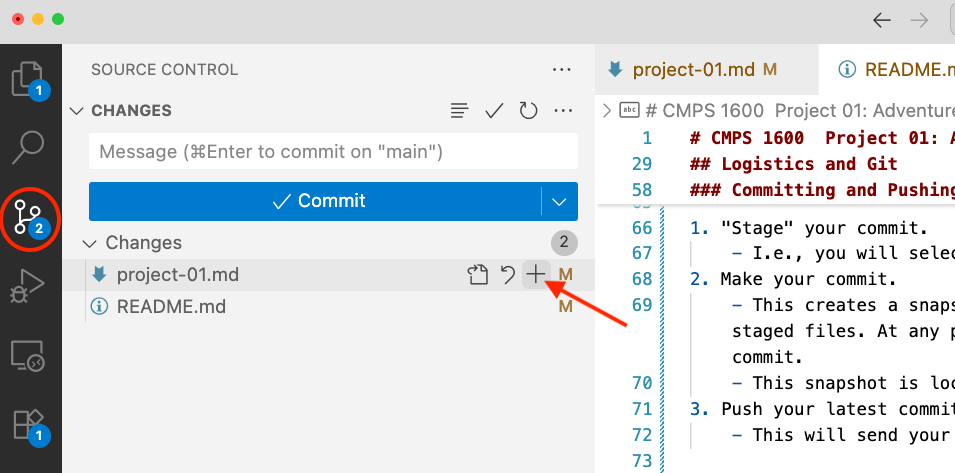 SOURCE CONTROL
CHANGES
Message (⌘Enter to commit on "main")
Commit
Changes
2
project-01.md
M
README.md
M
1
2
1
project-01.md M
README.m
# CMPS 1600 Project 01: Adventure
1 # CMPS 1600 Project 01: A
29 ## Logistics and Git
58 ### Committing and Pushing
66 1. "Stage" your commit.
67 - I.e., you will selec
68 2. Make your commit.
69 - This creates a snaps
staged files. At any p
commit.
70 - This snapshot is loc
71 3. Push your latest commit
72 - This will send your
73